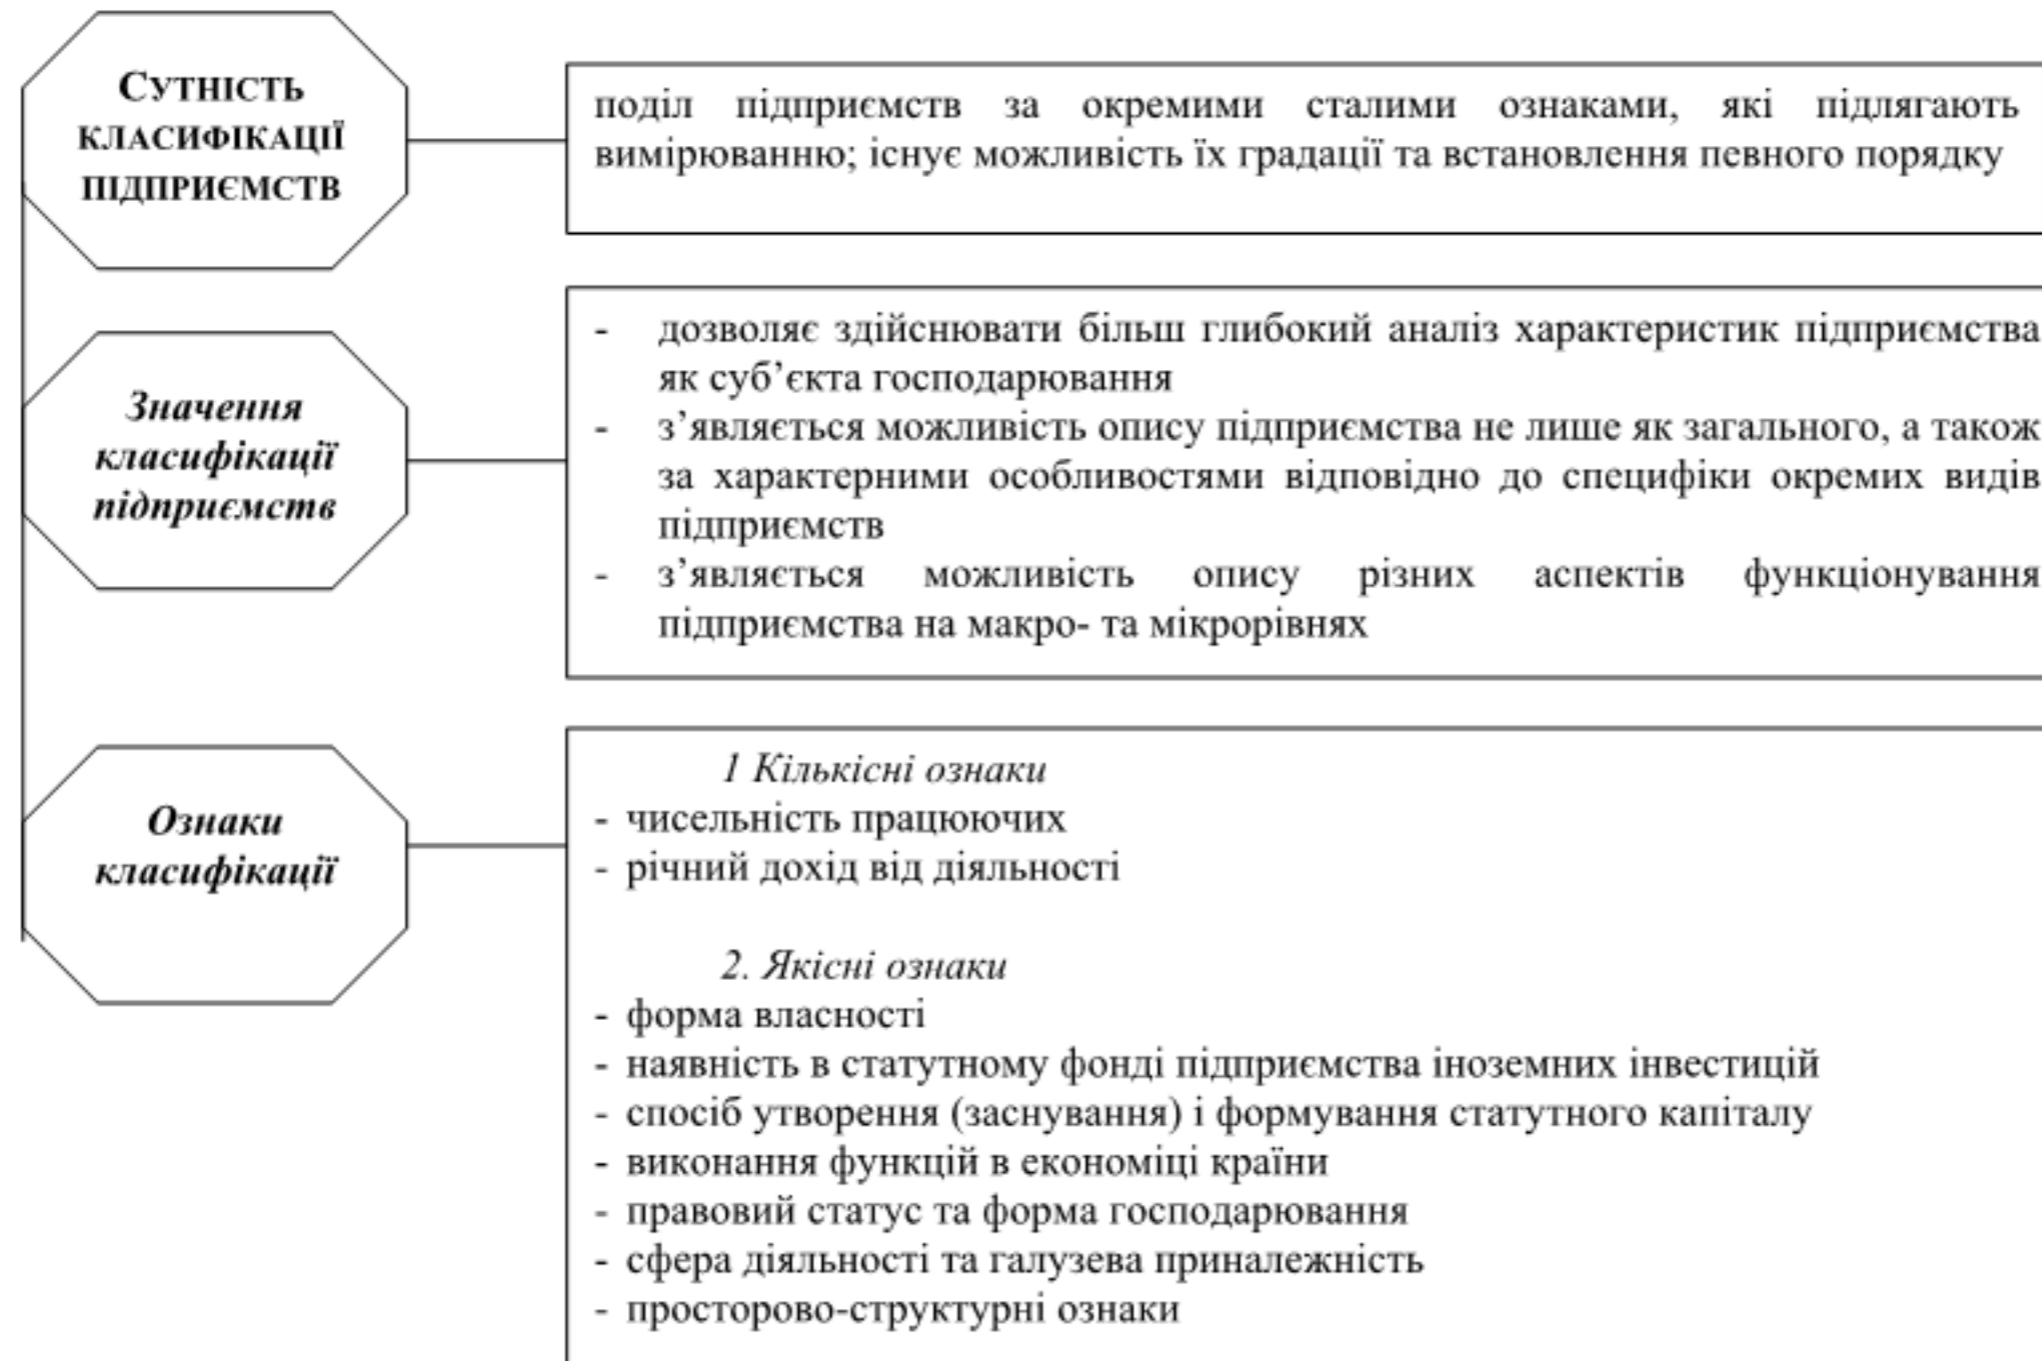 СУТНІСТЬ
КЛАСИФІКАЦІЇ
ПІДПРИЄМСТВ
поділ підприємств за окремими сталими ознаками, які підлягають
вимірюванню; існує можливість їх градації та встановлення певного порядку
Значення
класифікації
підприємств
- дозволяє здійснювати більш глибокий аналіз характеристик підприємства
як суб’єкта господарювання
- з’являється можливість опису підприємства не лише як загального, а також
за характерними особливостями відповідно до специфіки окремих видів
підприємств
- з’являється можливість опису різних аспектів функціонування
підприємства на макро- та мікрорівнях
Ознаки
класифікації
1 Кількісні ознаки
- чисельність працюючих
- річний дохід від діяльності
2. Якісні ознаки
- форма власності
- наявність в статутному фонді підприємства іноземних інвестицій
- спосіб утворення (заснування) і формування статутного капіталу
- виконання функцій в економіці країни
- правовий статус та форма господарювання
- сфера діяльності та галузева приналежність
- просторово-структурні ознаки